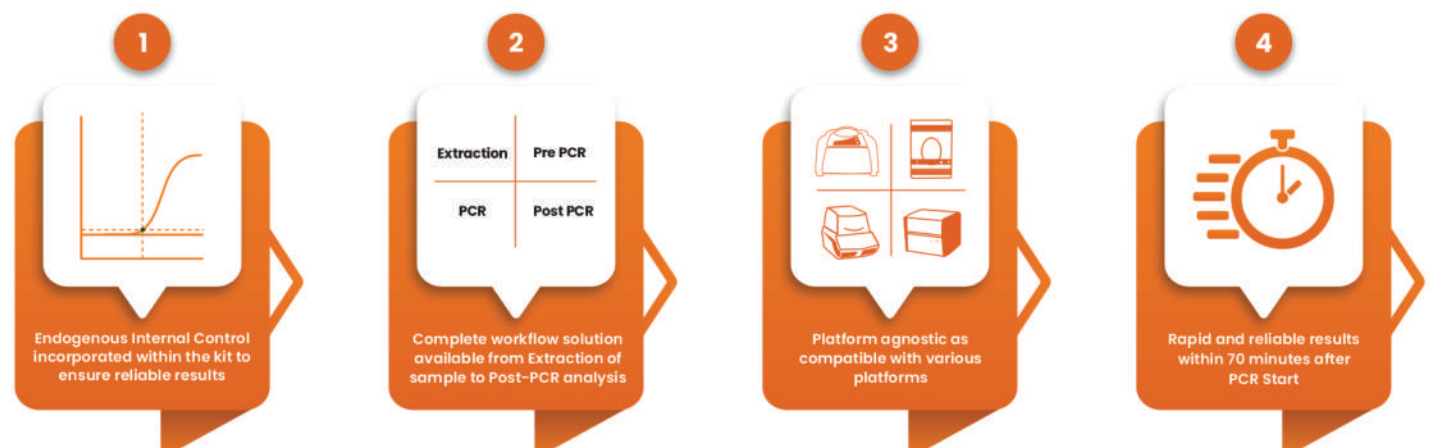 1
2
3
4
Extraction
Pre PCR
PCR
Post PCR
Endogenous Internal Control
incorporated within the kit to
ensure reliable results
Complete workflow solution
available from Extraction of
sample to Post-PCR analysis
Platform agnostic as
compatible with various
platforms
Rapid and reliable results
within 70 minutes after
PCR Start